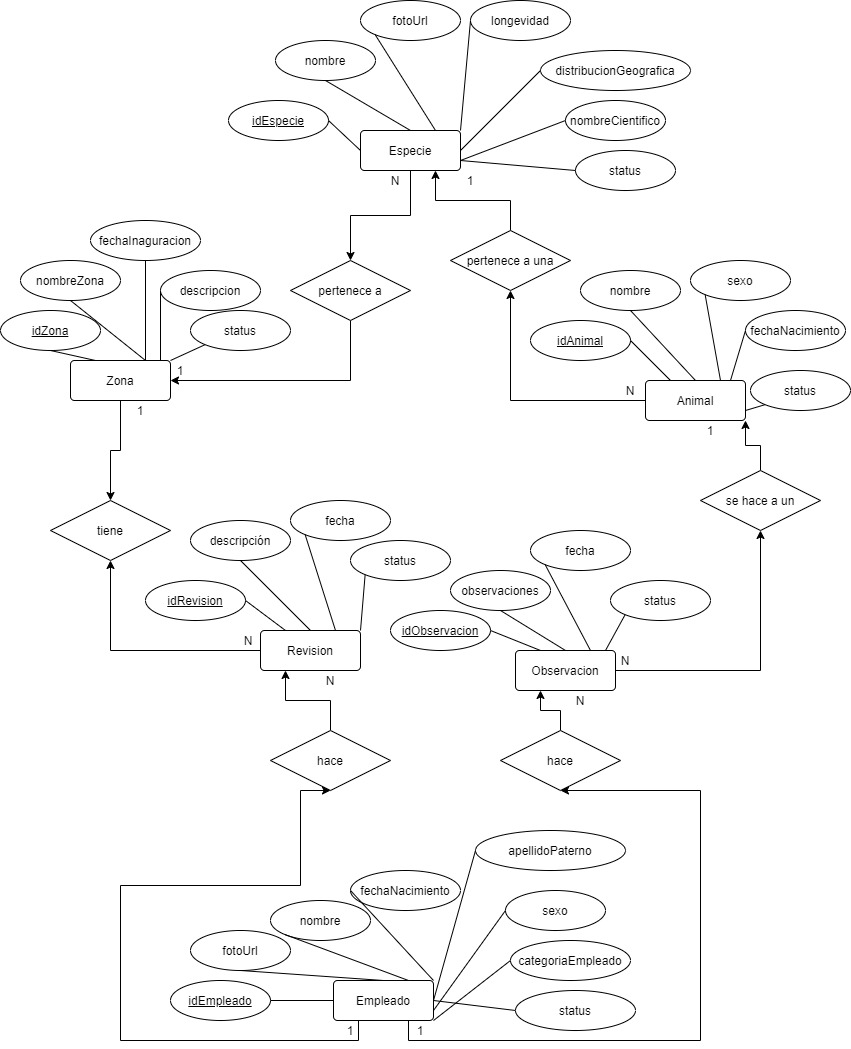 fotoUrl
longevidad
nombre
distribucionGeografica
idEspecie
nombreCientifico
Especie
status
N
1
fechaInaguracion
pertenece a una
nombreZona
descripcion
pertenece a
nombre
sexo
idZona
status
idAnimal
fechaNacimiento
Zona
1
N
Animal
status
1
1
tiene
se hace a un
descripción
fecha
status
fecha
idRevision
observaciones
status
idObservacion
N
Revision
N
Observacion
N
N
hace
hace
apellidoPaterno
fechaNacimiento
nombre
sexo
fotoUrl
categoriaEmpleado
idEmpleado
Empleado
status
1
1